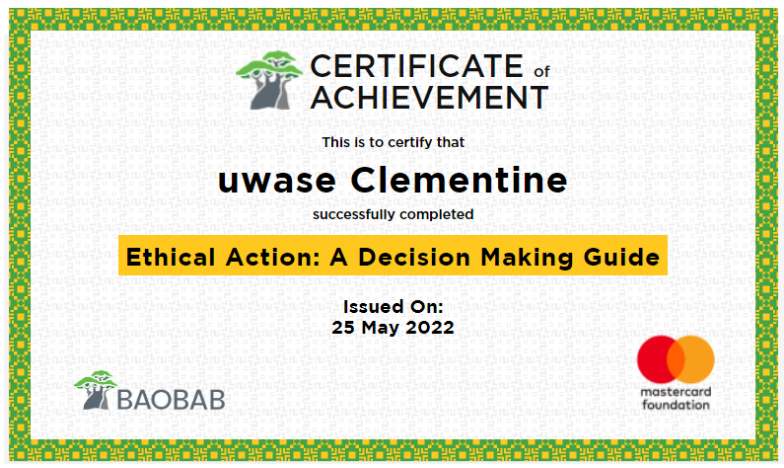 CERTIFICATE of
ACHIEVEMENT
This is to certify that
uwase Clementine
successfully completed
Ethical Action: A Decision Making Guide
Issued On:
25 May 2022
BAOBAB
mastercard
foundation